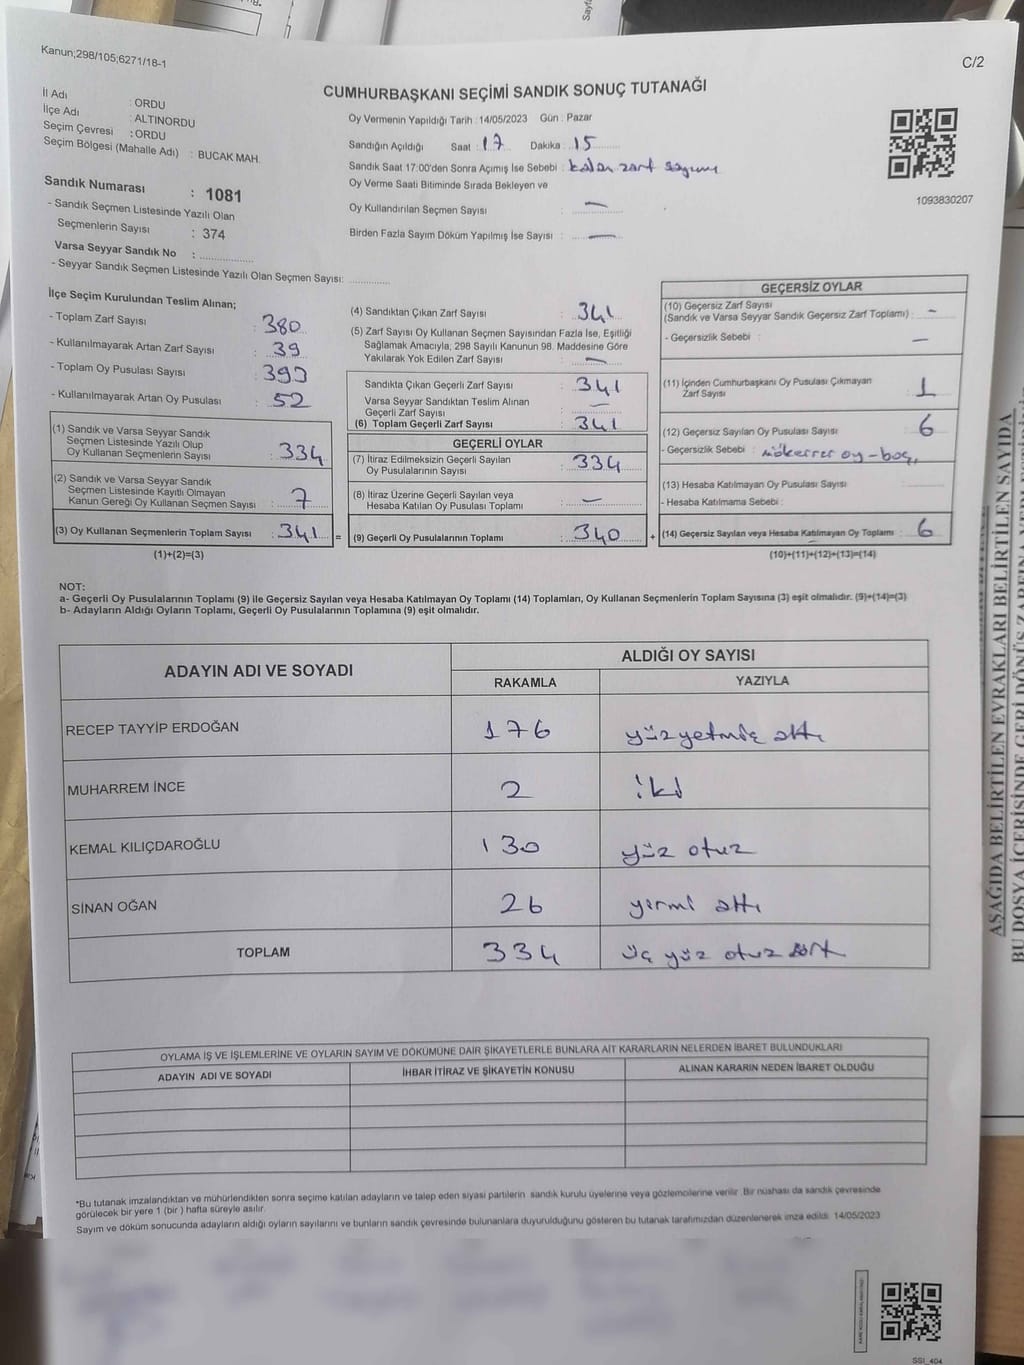 Kanun;298/105;6271/18-1
C/2
CUMHURBAŞKANI SEÇİMİ SANDIK SONUÇ TUTANAĞI
İl Adı : ORDU
İlçe Adı : ALTINORDU
Seçim Çevresi : ORDU
Seçim Bölgesi (Mahalle Adı) : BUCAK MAH.
Sandık Numarası : 1081
- Sandık Seçmen Listesinde Yazılı Olan
Seçmenlerin Sayısı : 374
Varsa Seyyar Sandık No : ................
- Seyyar Sandık Seçmen Listesinde Yazılı Olan Seçmen Sayısı: ............
Oy Vermenin Yapıldığı Tarih : 14/05/2023 Gün : Pazar
Sandığın Açıldığı Saat : 17 Dakika : 15
Sandık Saat 17:00'den Sonra Açımış İse Sebebi : kalan zarf sayımı
Oy Verme Saati Bitiminde Sırada Bekleyen ve
Oy Kullandırılan Seçmen Sayısı : —
Birden Fazla Sayım Döküm Yapılmış İse Sayısı : —
1093830207
İlçe Seçim Kurulundan Teslim Alınan;
- Toplam Zarf Sayısı : 380
- Kullanılmayarak Artan Zarf Sayısı : 39
- Toplam Oy Pusulası Sayısı : 393
- Kullanılmayarak Artan Oy Pusulası : 52
(1) Sandık ve Varsa Seyyar Sandık
Seçmen Listesinde Yazılı Olup
Oy Kullanan Seçmenlerin Sayısı : 334
(2) Sandık ve Varsa Seyyar Sandık
Seçmen Listesinde Kayıtlı Olmayan
Kanun Gereği Oy Kullanan Seçmen Sayısı : 7
(3) Oy Kullanan Seçmenlerin Toplam Sayısı : 341
(1)+(2)=(3)
(4) Sandıktan Çıkan Zarf Sayısı : 341
(5) Zarf Sayısı Oy Kullanan Seçmen Sayısından Fazla İse, Eşitliği
Sağlamak Amacıyla, 298 Sayılı Kanunun 98. Maddesine Göre
Yakılarak Yok Edilen Zarf Sayısı : —
Sandıkta Çıkan Geçerli Zarf Sayısı : 341
Varsa Seyyar Sandıktan Teslim Alınan
Geçerli Zarf Sayısı : —
(6) Toplam Geçerli Zarf Sayısı : 341
GEÇERLİ OYLAR
(7) İtiraz Edilmeksizin Geçerli Sayılan
Oy Pusulalarının Sayısı : 334
(8) İtiraz Üzerine Geçerli Sayılan veya
Hesaba Katılan Oy Pusulası Toplamı : —
= (9) Geçerli Oy Pusulalarının Toplamı : 340 +
GEÇERSİZ OYLAR
(10) Geçersiz Zarf Sayısı
(Sandık ve Varsa Seyyar Sandık Geçersiz Zarf Toplamı) : -
- Geçersizlik Sebebi : —
(11) İçinden Cumhurbaşkanı Oy Pusulası Çıkmayan
Zarf Sayısı : 1
(12) Geçersiz Sayılan Oy Pusulası Sayısı : 6
- Geçersizlik Sebebi : mükerrer oy-boş
(13) Hesaba Katılmayan Oy Pusulası Sayısı : ............
- Hesaba Katılmama Sebebi :
(14) Geçersiz Sayılan veya Hesaba Katılmayan Oy Toplamı : 6
(10)+(11)+(12)+(13)=(14)
NOT:
a- Geçerli Oy Pusulalarının Toplamı (9) ile Geçersiz Sayılan veya Hesaba Katılmayan Oy Toplamı (14) Toplamları, Oy Kullanan Seçmenlerin Toplam Sayısına (3) eşit olmalıdır. (9)+(14)=(3)
b- Adayların Aldığı Oyların Toplamı, Geçerli Oy Pusulalarının Toplamına (9) eşit olmalıdır.
ADAYIN ADI VE SOYADI
ALDIĞI OY SAYISI
RAKAMLA YAZIYLA
RECEP TAYYİP ERDOĞAN 176 yüzyetmiş altı
MUHARREM İNCE 2 iki
KEMAL KILIÇDAROĞLU 130 yüz otuz
SİNAN OĞAN 26 yirmi altı
TOPLAM 334 üç yüz otuz dört
OYLAMA İŞ VE İŞLEMLERİNE VE OYLARIN SAYIM VE DÖKÜMÜNE DAİR ŞİKAYETLERLE BUNLARA AİT KARARLARIN NELERDEN İBARET BULUNDUKLARI
ADAYIN ADI VE SOYADI İHBAR İTİRAZ VE ŞİKAYETİN KONUSU ALINAN KARARIN NEDEN İBARET OLDUĞU
*Bu tutanak imzalandıktan ve mühürlendikten sonra seçime katılan adayların ve talep eden siyasi partilerin sandık kurulu üyelerine veya gözlemcilerine verilir. Bir nüshası da sandık çevresinde
görülecek bir yere 1 (bir ) hafta süreyle asılır.
Sayım ve döküm sonucunda adayların aldığı oyların sayılarını ve bunların sandık çevresinde bulunanlara duyurulduğunu gösteren bu tutanak tarafımızdan düzenlenerek imza edildi. 14/05/2023
SSI_404
AŞAĞIDA BELİRTİLEN EVRAKLARI BELİRTİLEN SAYIDA
BU DOSYA İÇERİSİNDE GERİ DÖNÜŞ ZARFINA